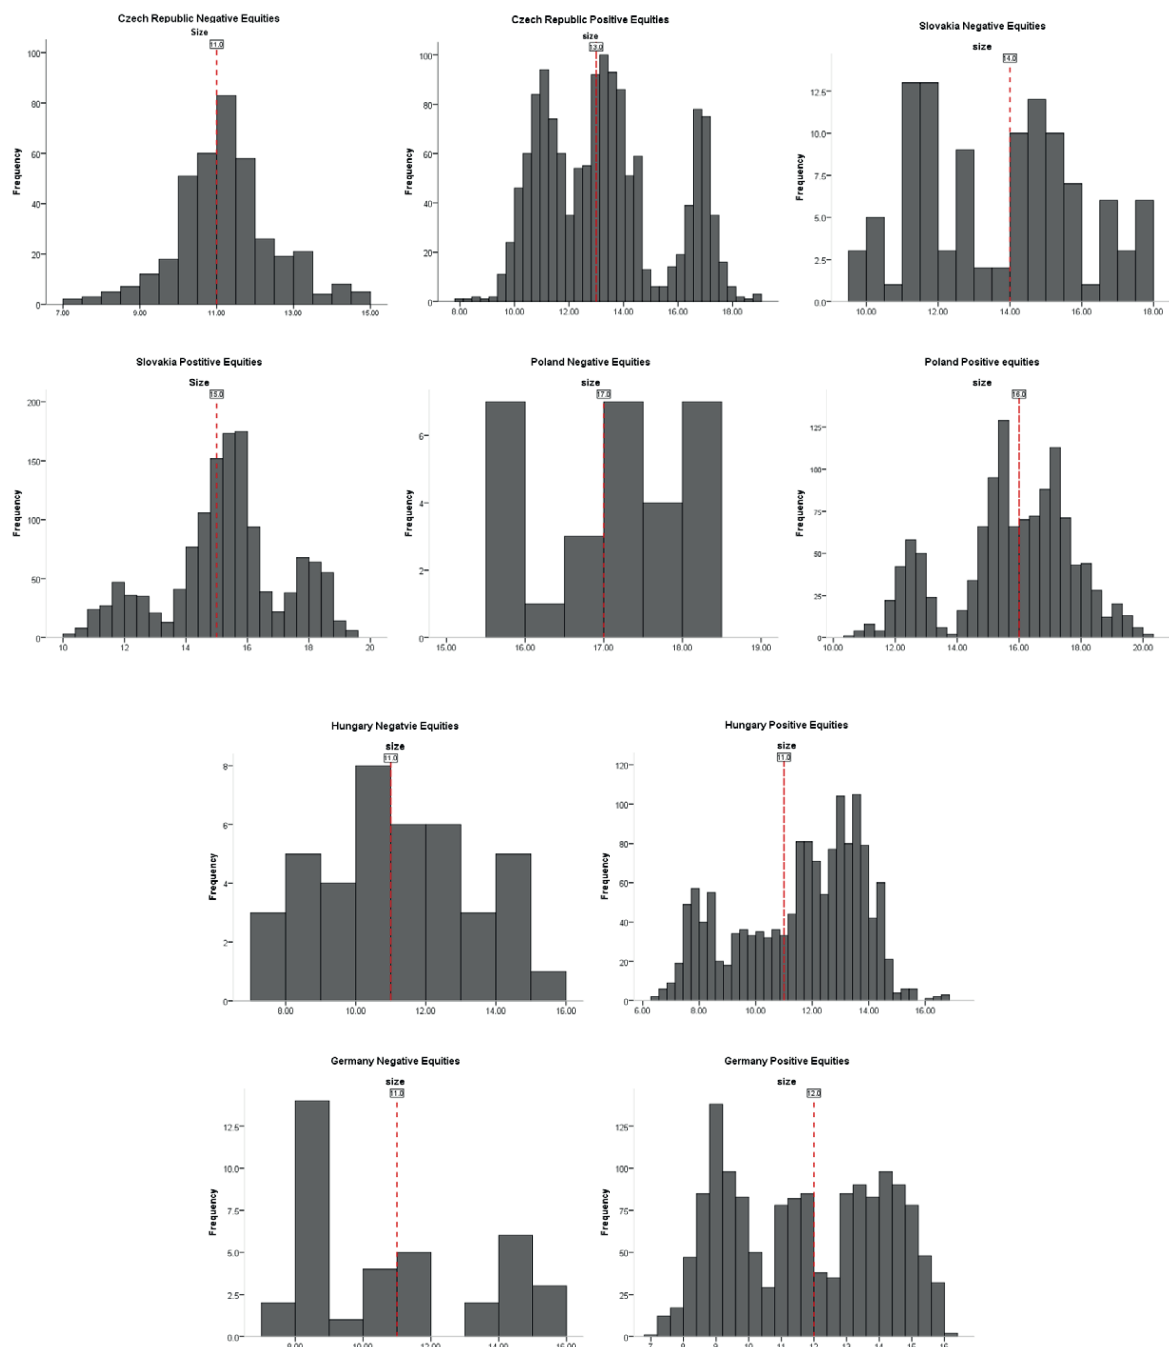 Czech Republic Negative Equities
Size
11.0
100
80
60
40
20
0
Frequency
7.00 9.00 11.00 13.00 15.00
Czech Republic Positive Equities
size
13.0
100
80
60
40
20
0
Frequency
8.00 10.00 12.00 14.00 16.00 18.00
Slovakia Negative Equities
size
14.0
12.5
10.0
7.5
5.0
2.5
0.0
Frequency
10.00 12.00 14.00 16.00 18.00
Slovakia Postitive Equities
Size
15.0
200
150
100
50
0
Frequency
10 12 14 16 18 20
Poland Negative Equities
size
17.0
6
4
2
0
Frequency
15.00 16.00 17.00 18.00 19.00
Poland Positive equities
size
16.0
125
100
75
50
25
0
Frequency
10.00 12.00 14.00 16.00 18.00 20.00
Hungary Negatvie Equities
size
11.0
8
6
4
2
0
Frequency
8.00 10.00 12.00 14.00 16.00
Hungary Positive Equities
size
11.0
120
100
80
60
40
20
0
Frequency
6.00 8.00 10.00 12.00 14.00 16.00
Germany Negative Equities
size
11.0
12.5
10.0
7.5
5.0
2.5
0.0
Frequency
8.00 10.00 12.00 14.00 16.00
Germany Positive Equities
size
12.0
125
100
75
50
25
0
Frequency
7 8 9 10 11 12 13 14 15 16